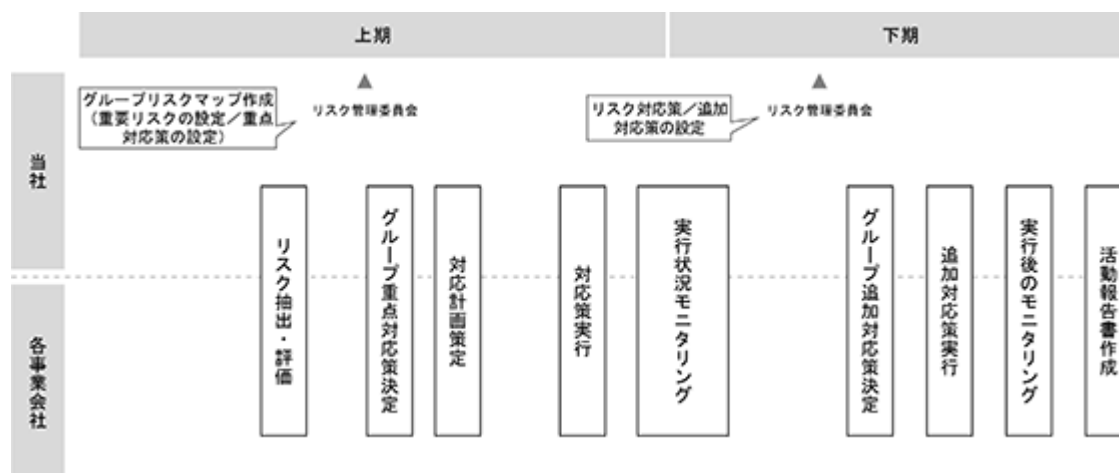 上期
下期
当社
グループリスクマップ作成
（重要リスクの設定／重点
対応策の設定）
リスク管理委員会
リスク対応策／追加
対応策の設定
リスク管理委員会
リスク抽出・評価
グループ重点対応策決定
対応計画策定
対応策実行
実行状況モニタリング
グループ追加対応策決定
追加対応策実行
実行後のモニタリング
活動報告書作成
各事業会社